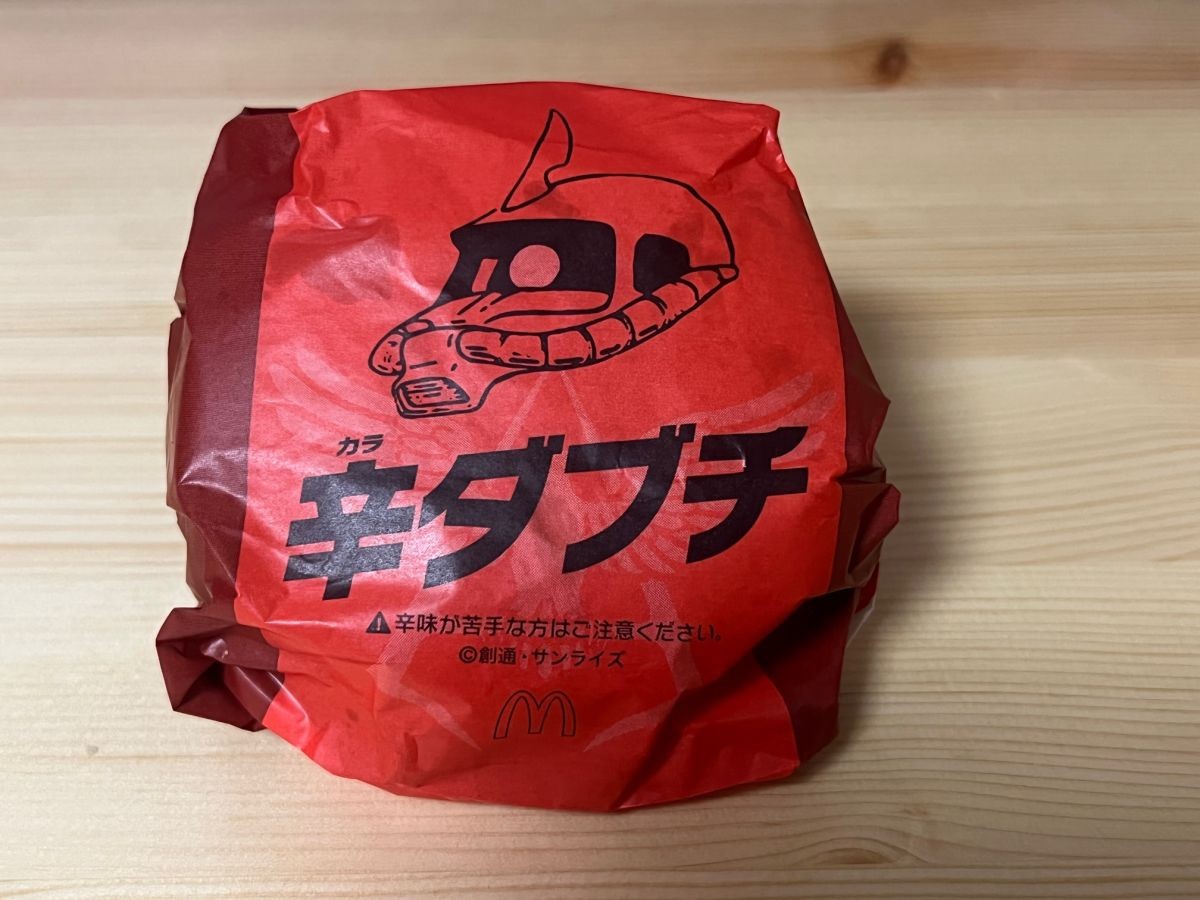 カラ
辛ダブチ
⚠辛味が苦手な方はご注意ください。
©創通・サンライズ